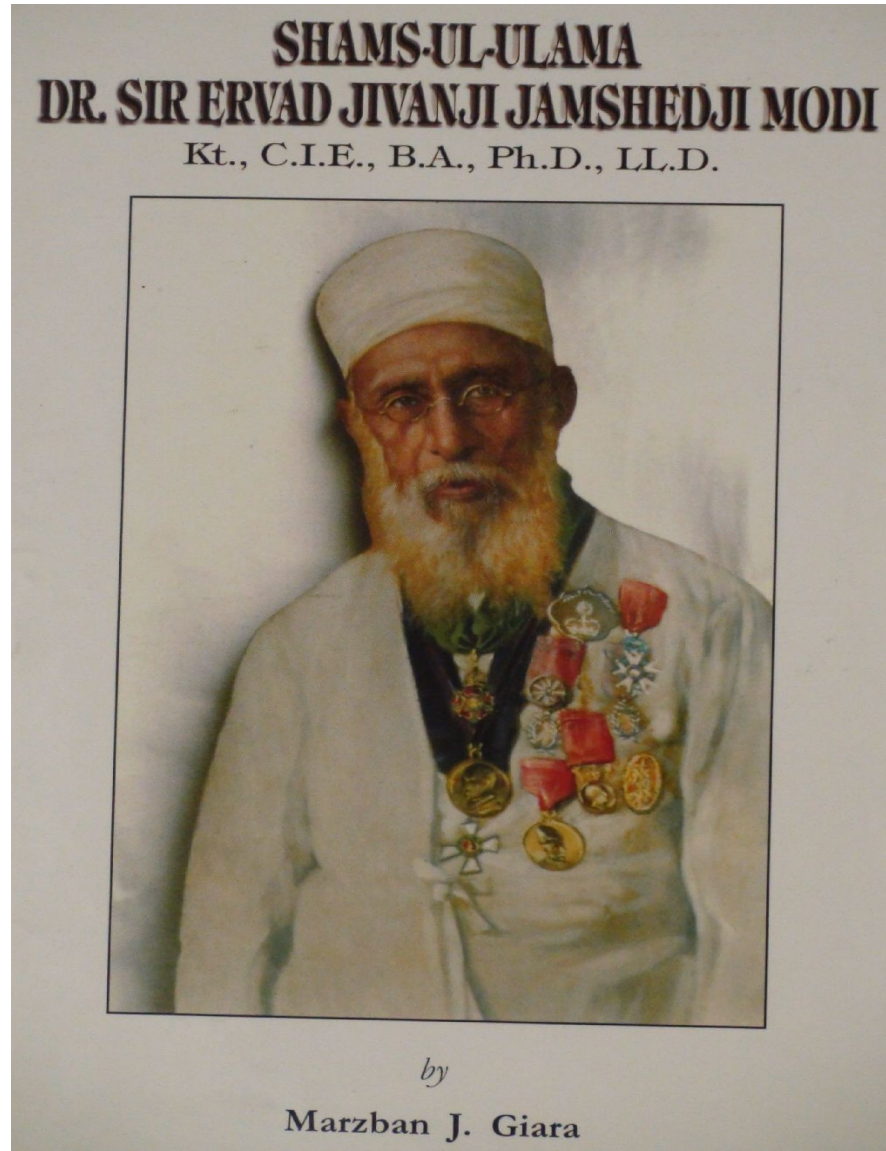 SHAMS-UL-ULAMA
DR. SIR ERVAD JIVANJI JAMSHEDJI MODI
Kt., C.I.E., B.A., Ph.D., LL.D.
by
Marzban J. Giara